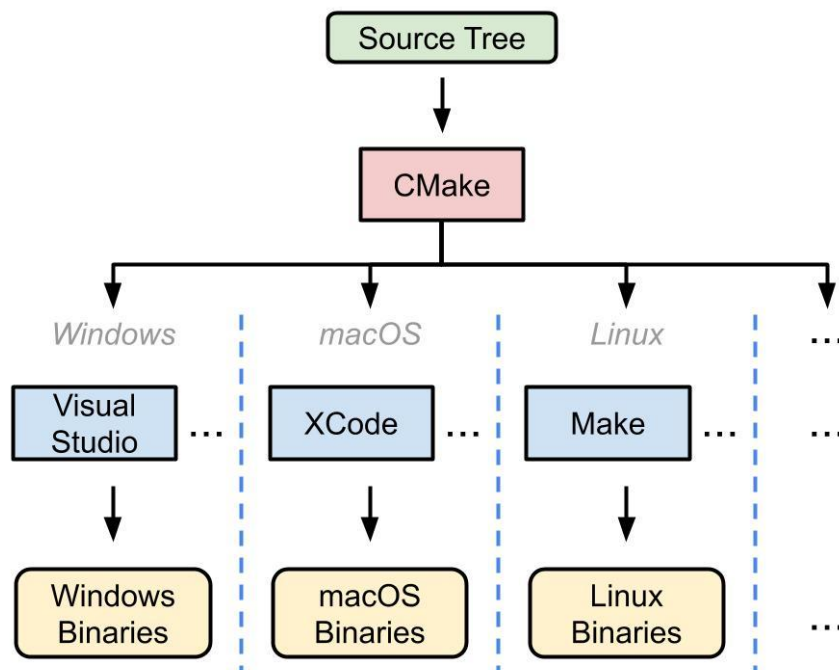 Source Tree
CMake
Windows
macOS
Linux
...
Visual
Studio
...
XCode
...
Make
...
...
Windows
Binaries
macOS
Binaries
Linux
Binaries
...